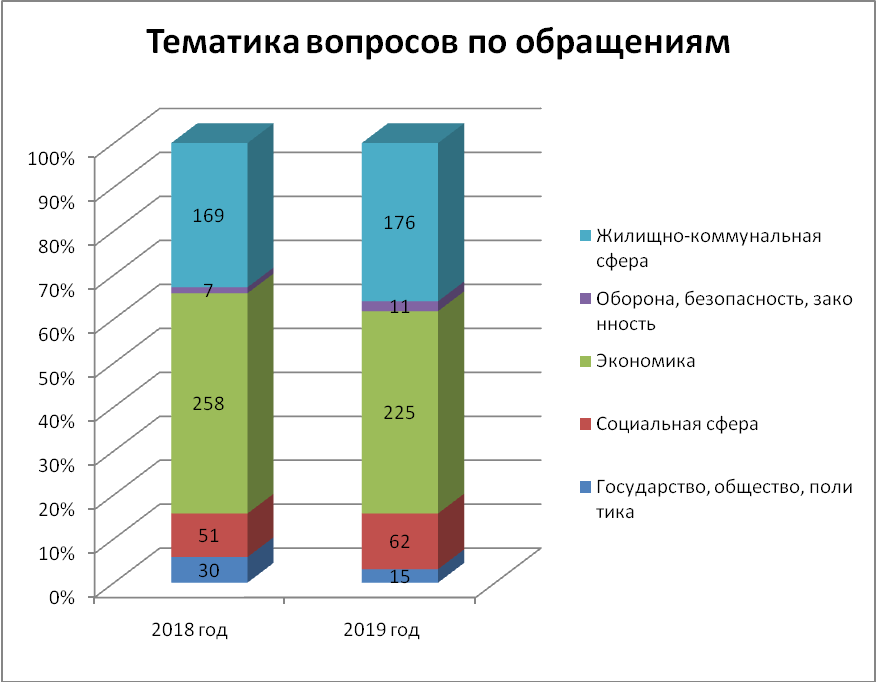 Тематика вопросов по обращениям
100%
90%
80%
70%
60%
50%
40%
30%
20%
10%
0%
169
7
258
51
30
176
11
225
62
15
2018 год
2019 год
Жилищно-коммунальная
сфера
Оборона, безопасность, зако
нность
Экономика
Социальная сфера
Государство, общество, поли
тика